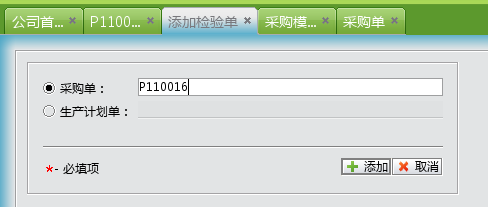 公司首... P1100... 添加检验单 采购模... 采购单
采购单： P110016
生产计划单：
*- 必填项 添加 取消